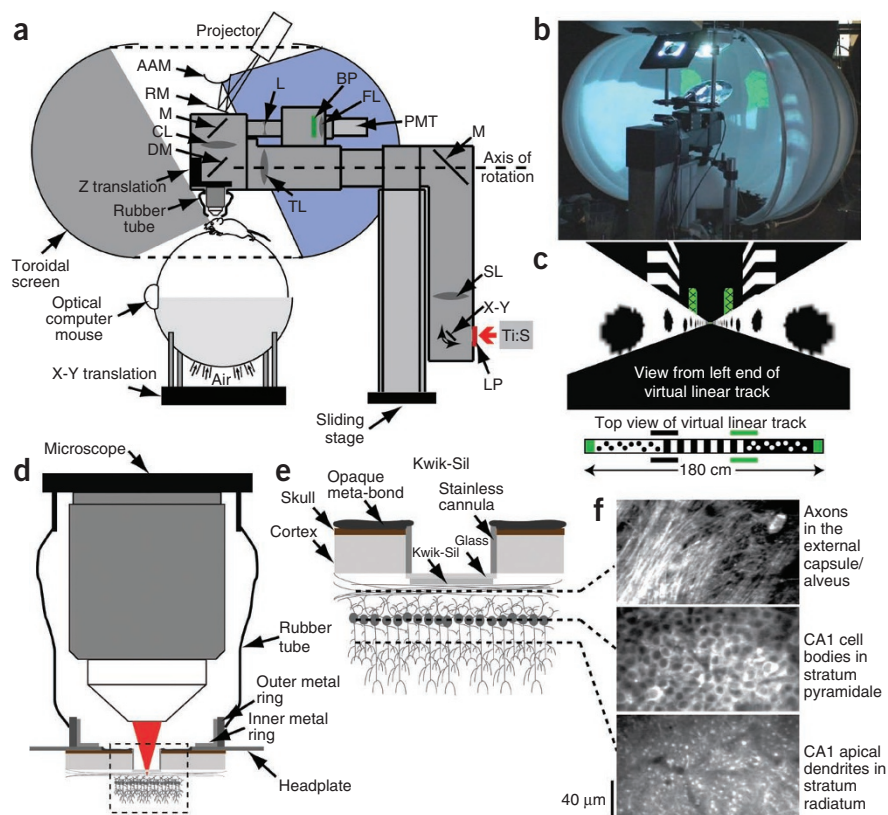 a
Projector
AAM
RM
M
CL
DM
Z translation
Rubber
tube
Toroidal
screen
Optical
computer
mouse
X-Y translation
Air
L
BP
FL
PMT
TL
M
Axis of
rotation
SL
X-Y
Ti:S
LP
Sliding
stage
b
c
View from left end of
virtual linear track
Top view of virtual linear track
180 cm
d
Microscope
Rubber
tube
Outer metal
ring
Inner metal
ring
Headplate
e
Opaque
meta-bond
Skull
Cortex
Kwik-Sil
Stainless
cannula
Glass
Kwik-Sil
f
Axons
in the
external
capsule/
alveus
CA1 cell
bodies in
stratum
pyramidale
CA1 apical
dendrites in
stratum
radiatum
40 μm